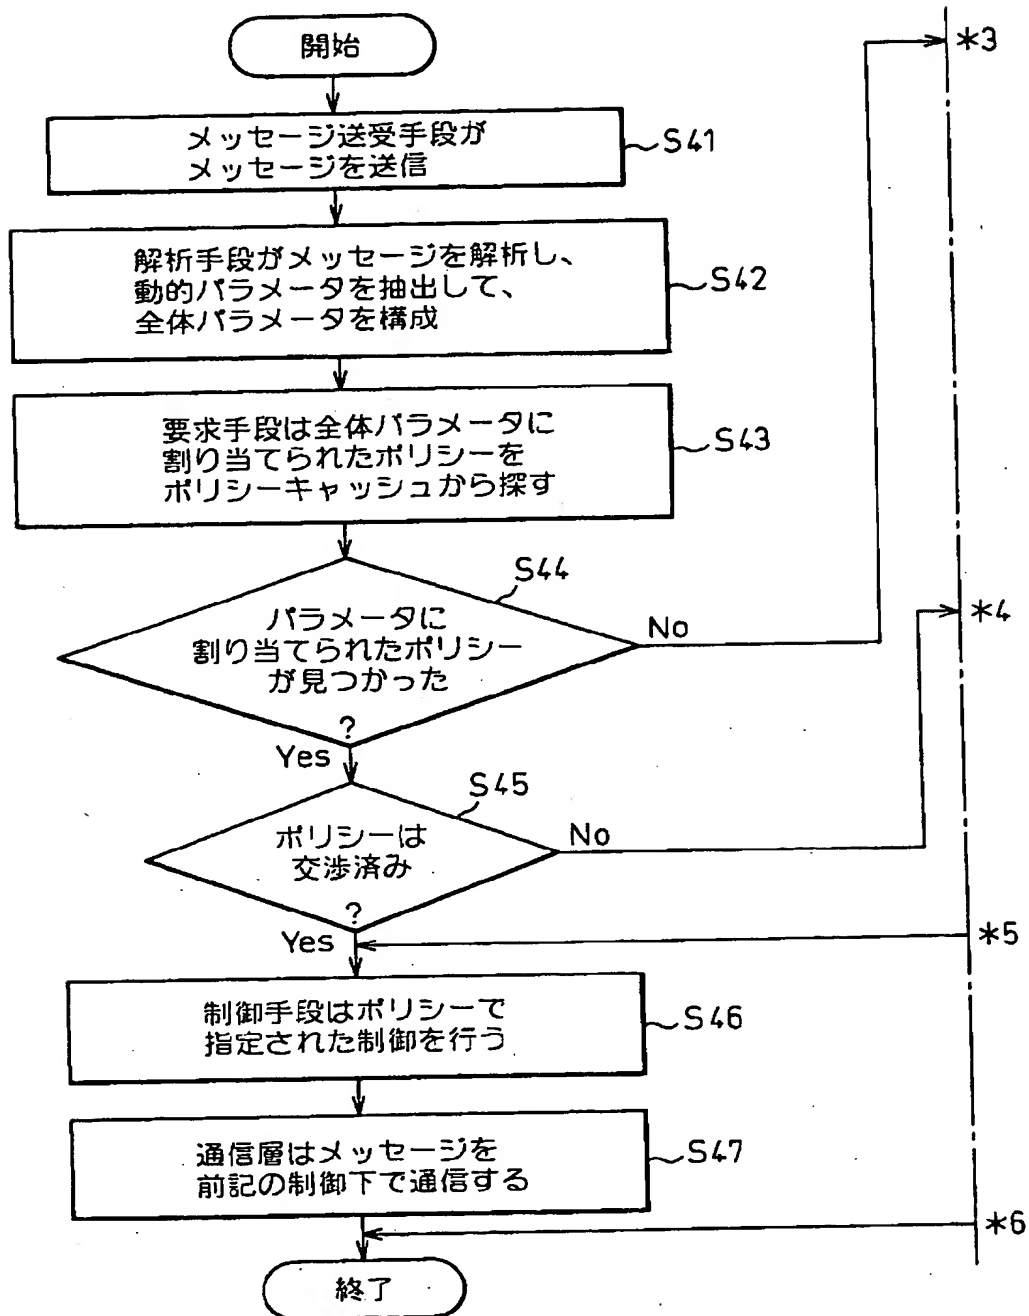 開始
*3
メッセージ送受手段が
メッセージを送信
S41
解析手段がメッセージを解析し、
動的パラメータを抽出して、
全体パラメータを構成
S42
要求手段は全体パラメータに
割り当てられたポリシーを
ポリシーキャッシュから探す
S43
S44
パラメータに
割り当てられたポリシー
が見つかった
?
No
*4
Yes
S45
ポリシーは
交渉済み
?
No
Yes
*5
制御手段はポリシーで
指定された制御を行う
S46
通信層はメッセージを
前記の制御下で通信する
S47
*6
終了